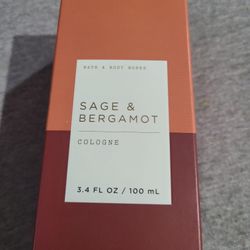 BATH & BODY WORKS
SAGE &
BERGAMOT
COLOGNE
3.4 FL OZ / 100 mL